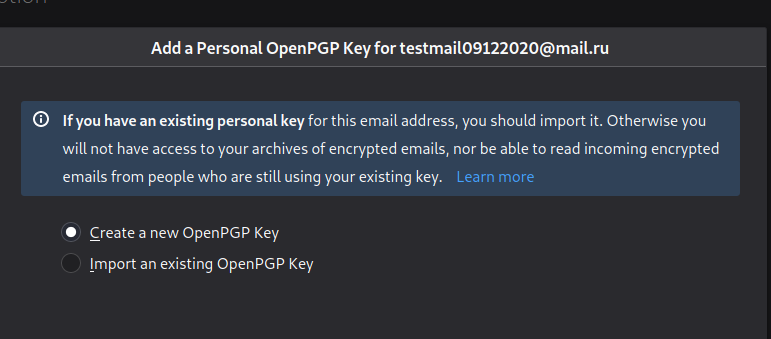 Add a Personal OpenPGP Key for testmail09122020@mail.ru
If you have an existing personal key for this email address, you should import it. Otherwise you
will not have access to your archives of encrypted emails, nor be able to read incoming encrypted
emails from people who are still using your existing key. Learn more
Create a new OpenPGP Key
Import an existing OpenPGP Key